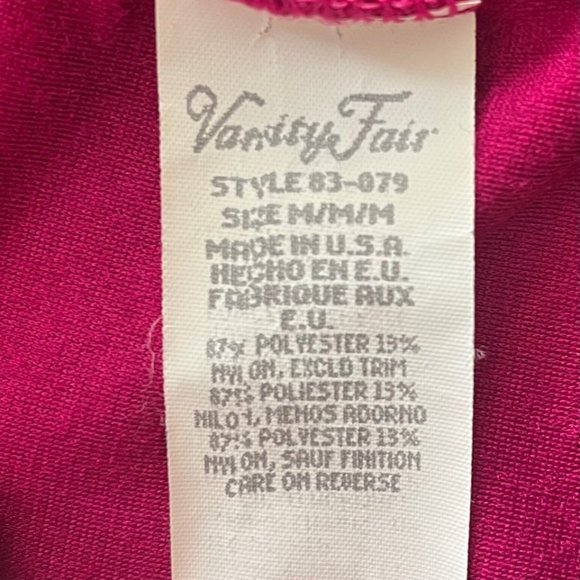 Vanity Fair
STYLE 83-079
SIZE M/M/M
MADE IN U.S.A.
HECHO EN E.U.
FABRIQUE AUX
E.U.
87% POLYESTER 13%
NYLON, EXCLD TRIM
87% POLIESTER 13%
NILON, MENOS ADORNO
87% POLYESTER 13%
NYLON, SAUF FINITION
CARE ON REVERSE